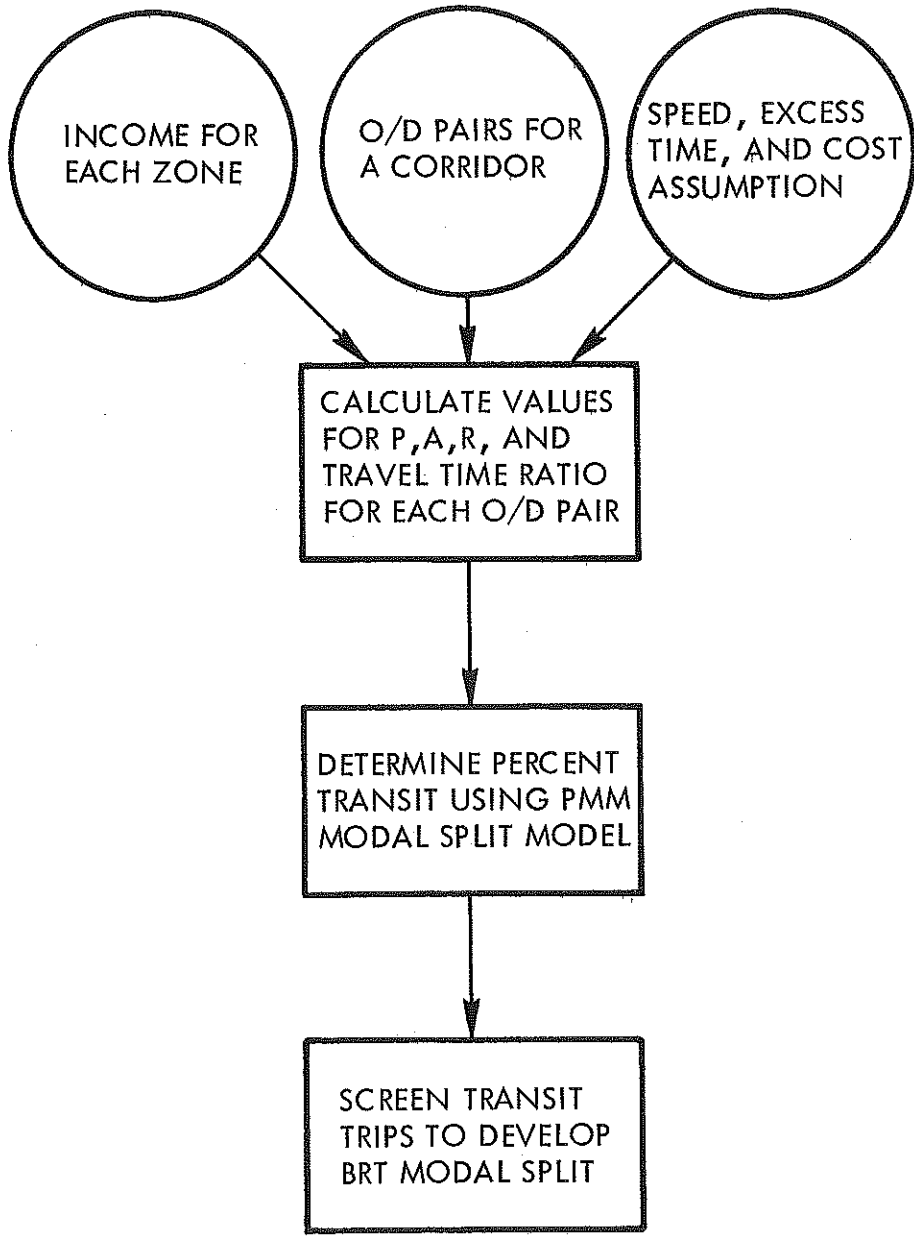 INCOME FOR
EACH ZONE
O/D PAIRS FOR
A CORRIDOR
SPEED, EXCESS
TIME, AND COST
ASSUMPTION
CALCULATE VALUES
FOR P,A,R, AND
TRAVEL TIME RATIO
FOR EACH O/D PAIR
DETERMINE PERCENT
TRANSIT USING PMM
MODAL SPLIT MODEL
SCREEN TRANSIT
TRIPS TO DEVELOP
BRT MODAL SPLIT